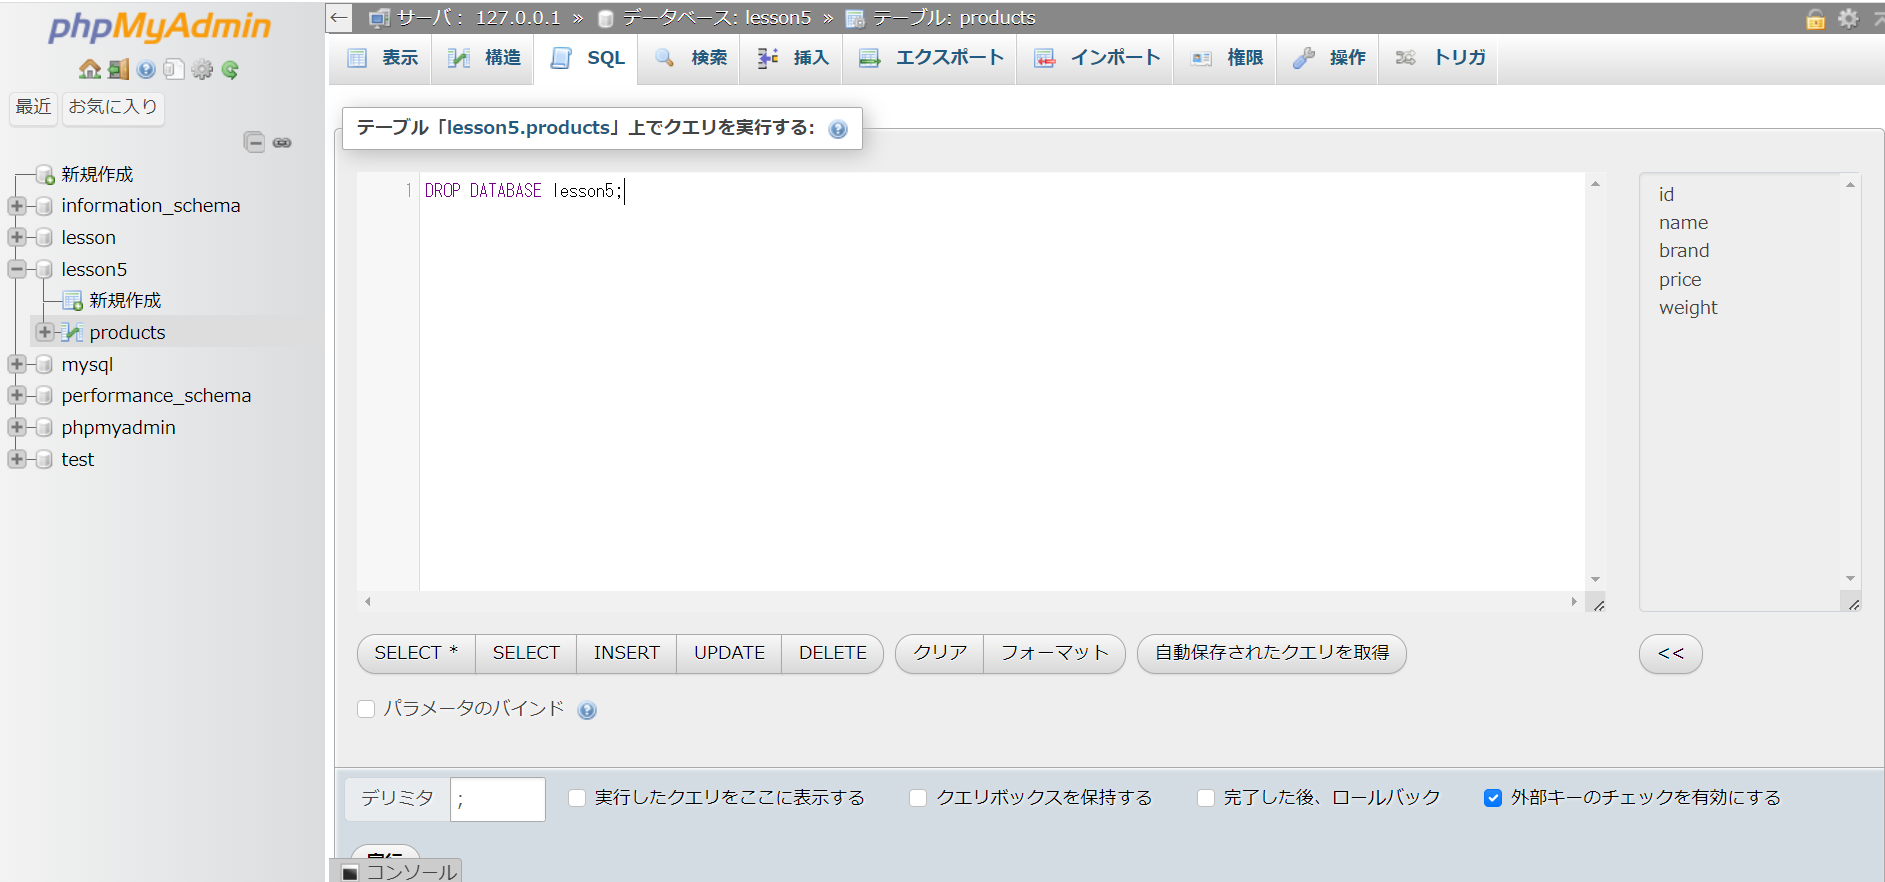 phpMyAdmin
最近
お気に入り
新規作成
information_schema
lesson
lesson5
新規作成
products
mysql
performance_schema
phpmyadmin
test
← サーバ: 127.0.0.1 » データベース: lesson5 » テーブル: products
表示 構造 SQL 検索 挿入 エクスポート インポート 権限 操作 トリガ
テーブル「lesson5.products」上でクエリを実行する:
1 DROP DATABASE lesson5;
id
name
brand
price
weight
SELECT * SELECT INSERT UPDATE DELETE クリア フォーマット 自動保存されたクエリを取得 <<
パラメータのバインド
デリミタ ; 実行したクエリをここに表示する クエリボックスを保持する 完了した後、ロールバック 外部キーのチェックを有効にする
実行
コンソール